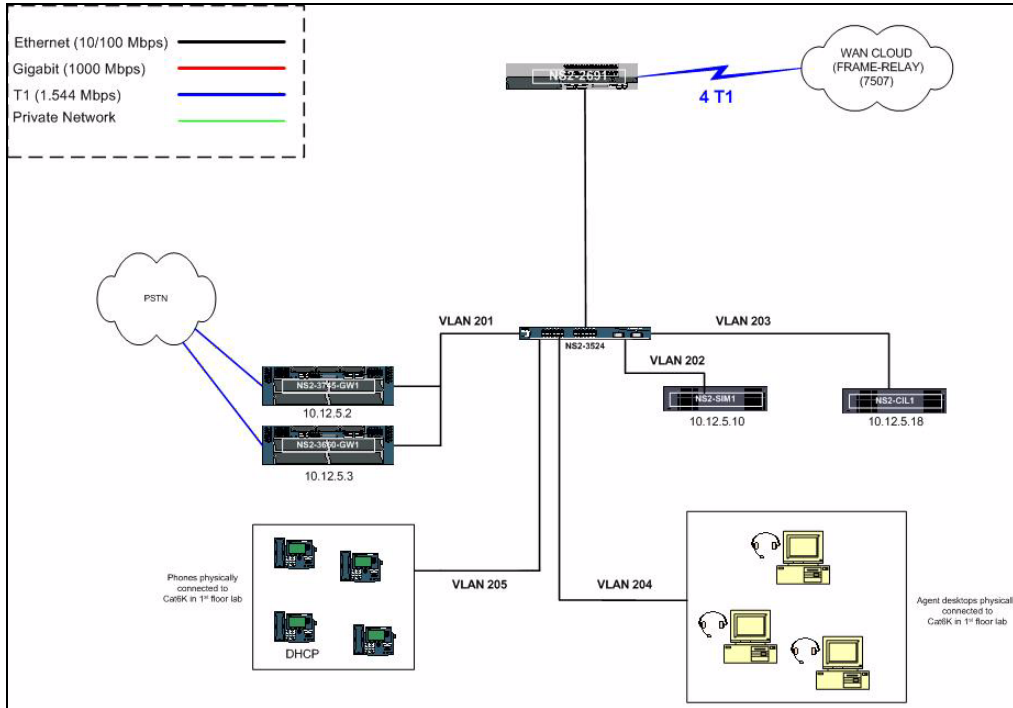 Ethernet (10/100 Mbps)
Gigabit (1000 Mbps)
T1 (1.544 Mbps)
Private Network
NS2-2691
4 T1
WAN CLOUD
(FRAME-RELAY)
(7507)
PSTN
VLAN 201
VLAN 203
NS2-3524
VLAN 202
NS2-3745-GW1
10.12.5.2
NS2-SIM1
10.12.5.10
NS2-CIL1
10.12.5.18
NS2-3660-GW1
10.12.5.3
Phones physically
connected to
Cat6K in 1st floor lab
DHCP
VLAN 205
VLAN 204
Agent desktops physically
connected to
Cat6K in 1st floor lab